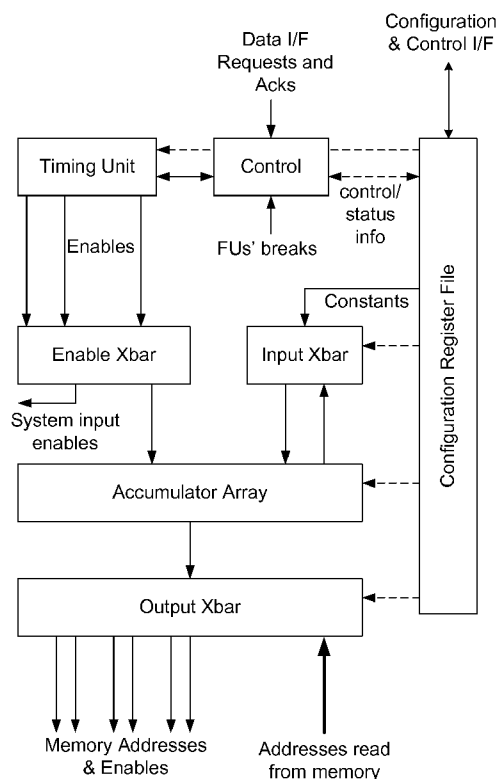 Configuration
& Control I/F
Data I/F
Requests and
Acks
Timing Unit
Control
control/
status
info
FUs' breaks
Enables
Constants
Configuration Register File
Enable Xbar
Input Xbar
System input
enables
Accumulator Array
Output Xbar
Memory Addresses
& Enables
Addresses read
from memory